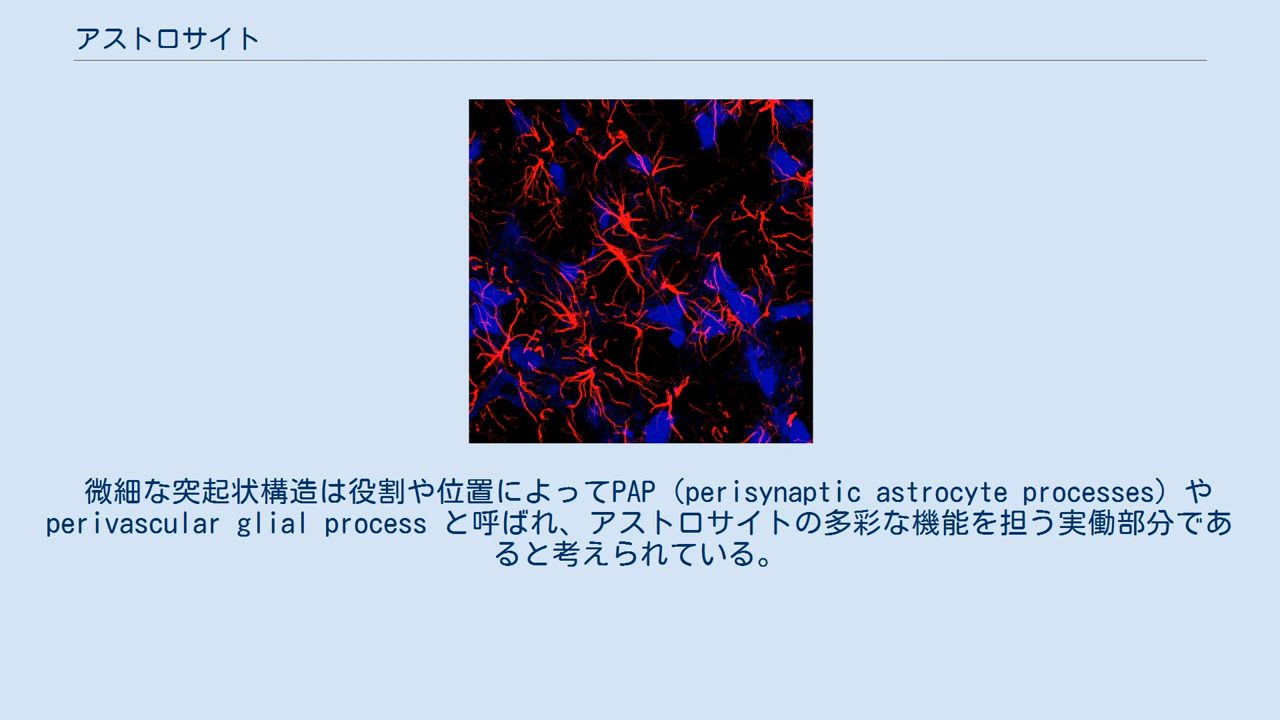 アストロサイト
微細な突起状構造は役割や位置によってPAP（perisynaptic astrocyte processes）や
perivascular glial process と呼ばれ、アストロサイトの多彩な機能を担う実働部分であ
ると考えられている。